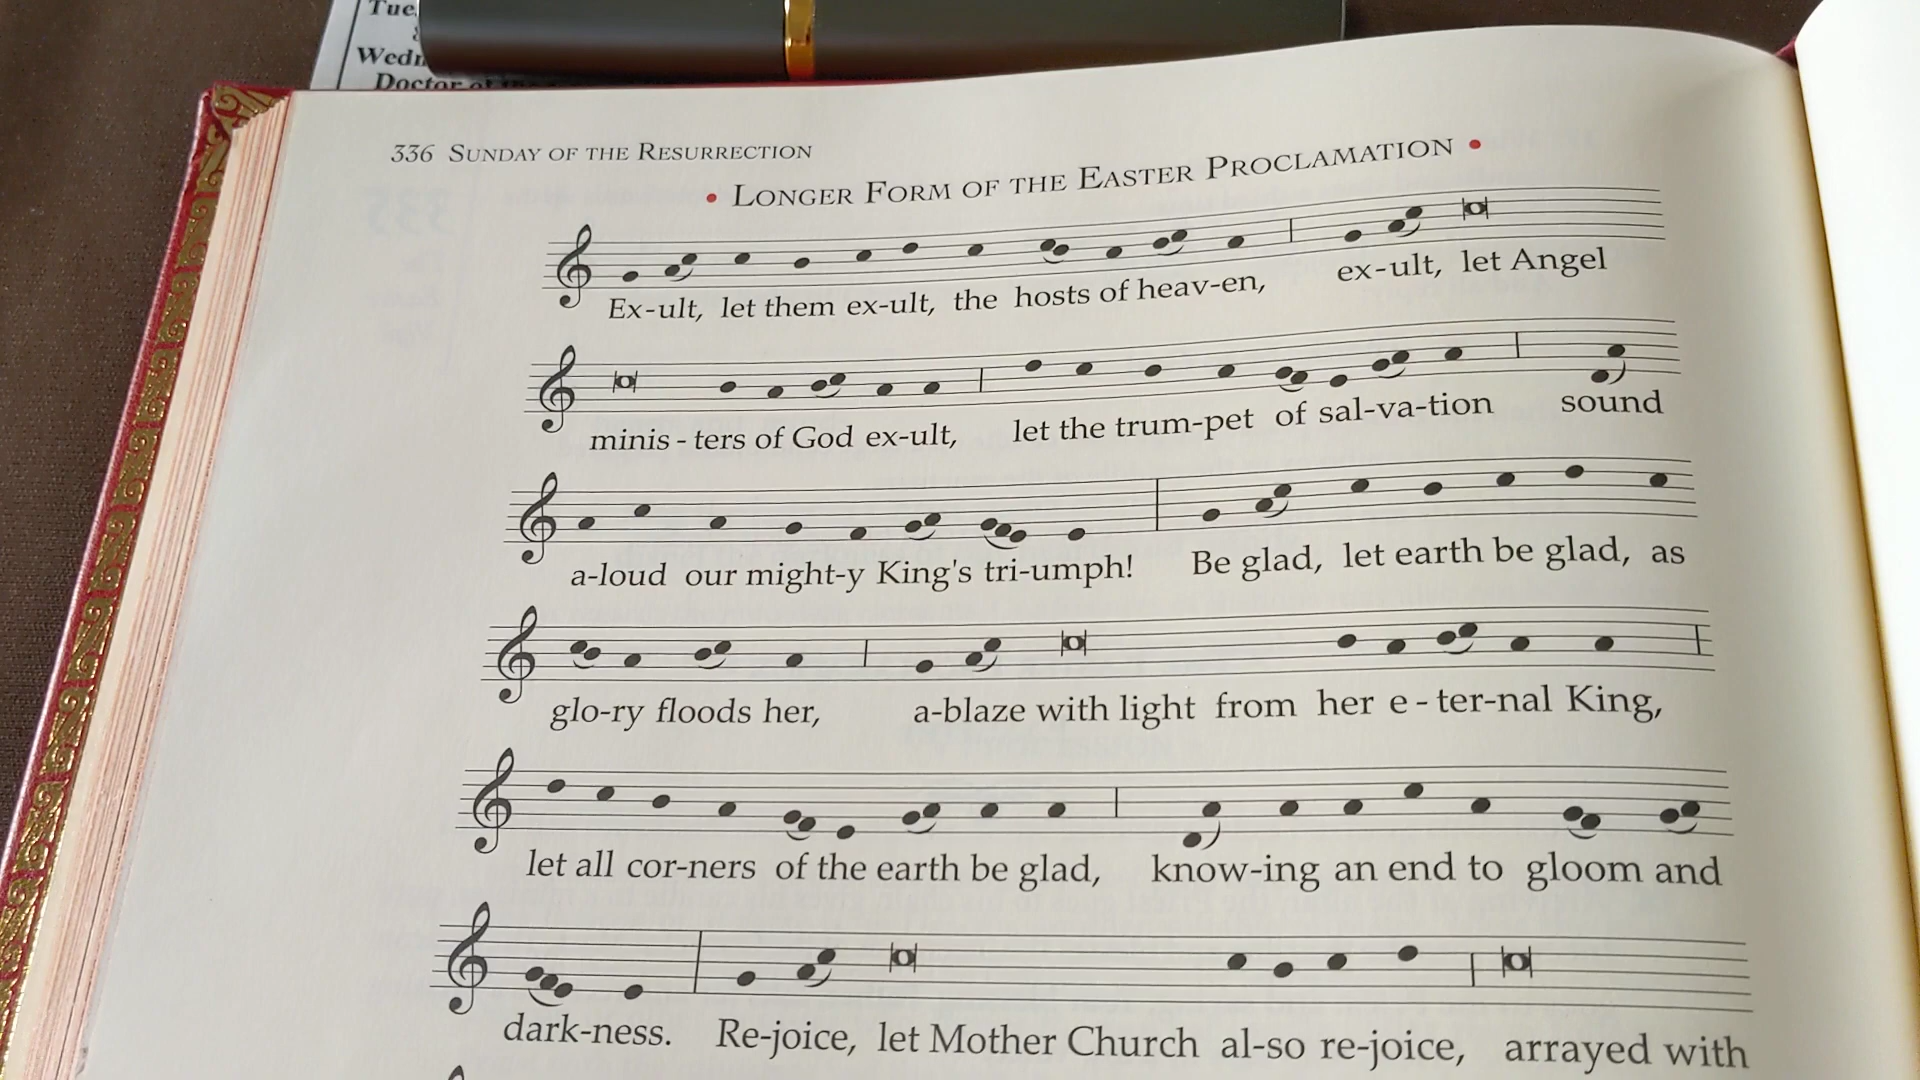 Tue
Wedn
Doctor of the
336 SUNDAY OF THE RESURRECTION
• LONGER FORM OF THE EASTER PROCLAMATION •
Ex-ult, let them ex-ult, the hosts of heav-en, ex-ult, let Angel
minis-ters of God ex-ult, let the trum-pet of sal-va-tion sound
a-loud our might-y King's tri-umph! Be glad, let earth be glad, as
glo-ry floods her, a-blaze with light from her e-ter-nal King,
let all cor-ners of the earth be glad, know-ing an end to gloom and
dark-ness. Re-joice, let Mother Church al-so re-joice, arrayed with